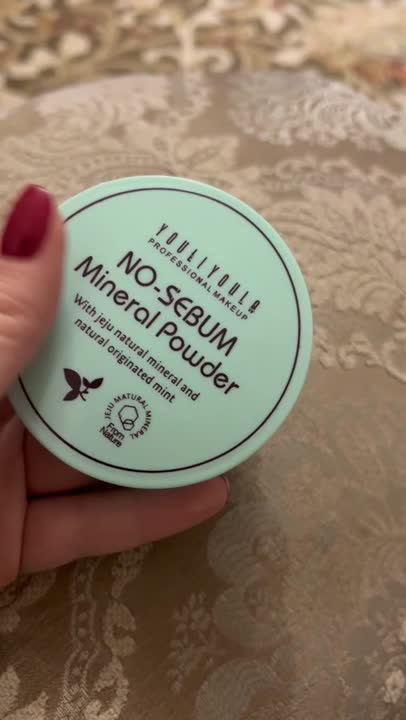 YOULIYOULA
PROFESSIONAL MAKEUP
NO-SEBUM
Mineral Powder
With jeju natural mineral and
natural originated mint
JEJU NATURAL MINERAL
From
Nature